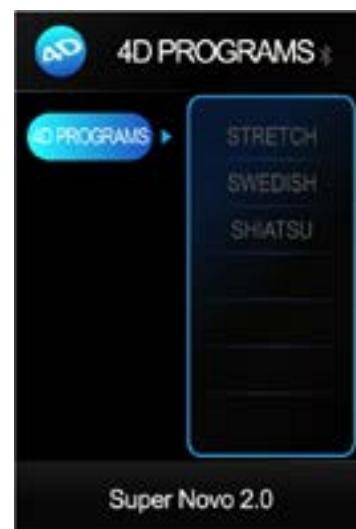 4D
4D PROGRAMS
4D PROGRAMS
STRETCH
SWEDISH
SHIATSU
Super Novo 2.0